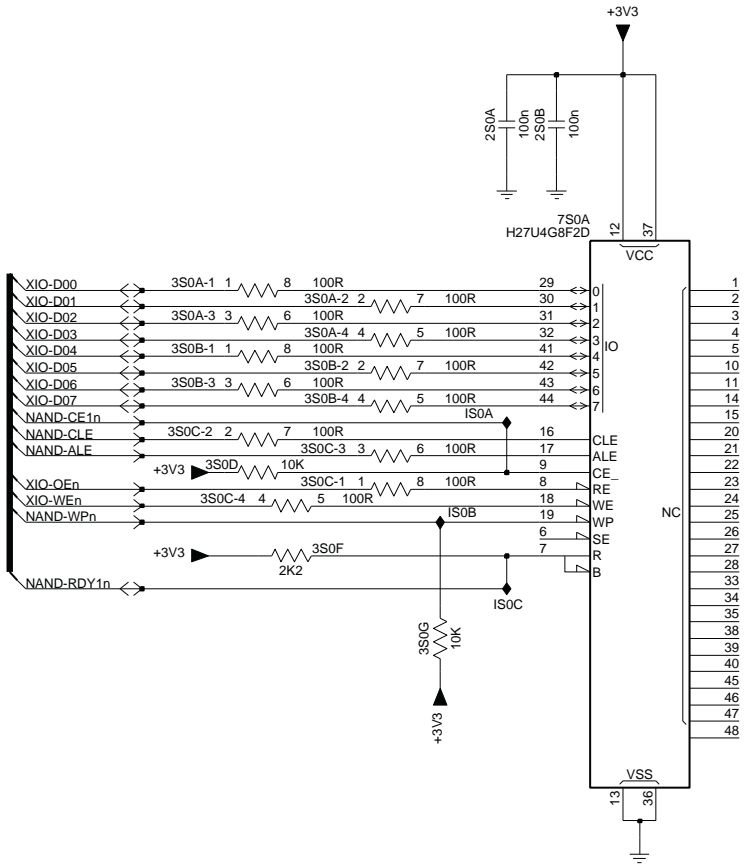 +3V3
2S0A
100n
2S0B
100n
7S0A
H27U4G8F2D
12
37
VCC
XIO-D00 3S0A-1 1 8 100R 29 0 1
XIO-D01 3S0A-2 2 7 100R 30 1 2
XIO-D02 3S0A-3 3 6 100R 31 2 3
XIO-D03 3S0A-4 4 5 100R 32 3 4
XIO-D04 3S0B-1 1 8 100R 41 4 IO 5
XIO-D05 3S0B-2 2 7 100R 42 5 10
XIO-D06 3S0B-3 3 6 100R 43 6 11
XIO-D07 3S0B-4 4 5 100R 44 7 14
NAND-CE1n IS0A 15
NAND-CLE 3S0C-2 2 7 100R 16 CLE 20
NAND-ALE 3S0C-3 3 6 100R 17 ALE 21
+3V3 3S0D 10K 9 CE_ 22
XIO-OEn 3S0C-1 1 8 100R 8 RE 23
XIO-WEn 3S0C-4 4 5 100R 18 WE 24
NAND-WPn IS0B 19 WP NC 25
6 SE 26
+3V3 3S0F 2K2 7 R 27
B 28
NAND-RDY1n IS0C 33
34
35
38
39
40
45
46
47
48
3S0G
10K
+3V3
VSS
13
36